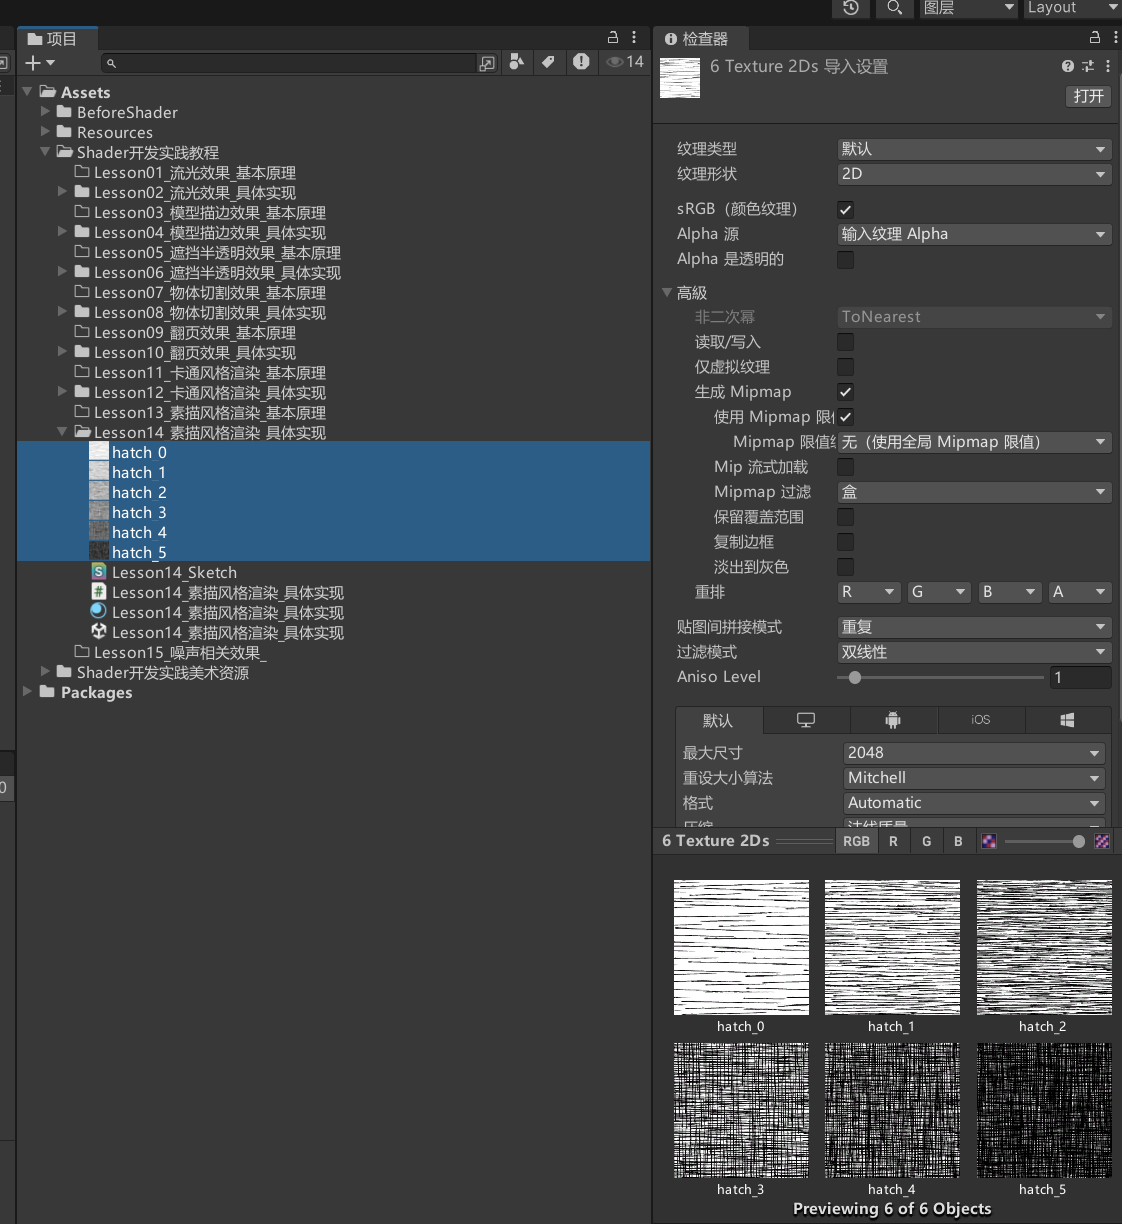 图层
Layout
项目
14
Assets
BeforeShader
Resources
Shader开发实践教程
Lesson01_流光效果_基本原理
Lesson02_流光效果_具体实现
Lesson03_模型描边效果_基本原理
Lesson04_模型描边效果_具体实现
Lesson05_遮挡半透明效果_基本原理
Lesson06_遮挡半透明效果_具体实现
Lesson07_物体切割效果_基本原理
Lesson08_物体切割效果_具体实现
Lesson09_翻页效果_基本原理
Lesson10_翻页效果_具体实现
Lesson11_卡通风格渲染_基本原理
Lesson12_卡通风格渲染_具体实现
Lesson13_素描风格渲染_基本原理
Lesson14_素描风格渲染_具体实现
hatch_0
hatch_1
hatch_2
hatch_3
hatch_4
hatch_5
Lesson14_Sketch
Lesson14_素描风格渲染_具体实现
Lesson14_素描风格渲染_具体实现
Lesson14_素描风格渲染_具体实现
Lesson15_噪声相关效果_
Shader开发实践美术资源
Packages
0
检查器
6 Texture 2Ds 导入设置
打开
纹理类型 默认
纹理形状 2D
sRGB（颜色纹理）
Alpha 源 输入纹理 Alpha
Alpha 是透明的
高级
非二次幂 ToNearest
读取/写入
仅虚拟纹理
生成 Mipmap
使用 Mipmap 限
Mipmap 限值 无（使用全局 Mipmap 限值）
Mip 流式加载
Mipmap 过滤 盒
保留覆盖范围
复制边框
淡出到灰色
重排 R G B A
贴图间拼接模式 重复
过滤模式 双线性
Aniso Level 1
默认 iOS
最大尺寸 2048
重设大小算法 Mitchell
格式 Automatic
压缩 法线质量
6 Texture 2Ds RGB R G B
hatch_0 hatch_1 hatch_2
hatch_3 hatch_4 hatch_5
Previewing 6 of 6 Objects